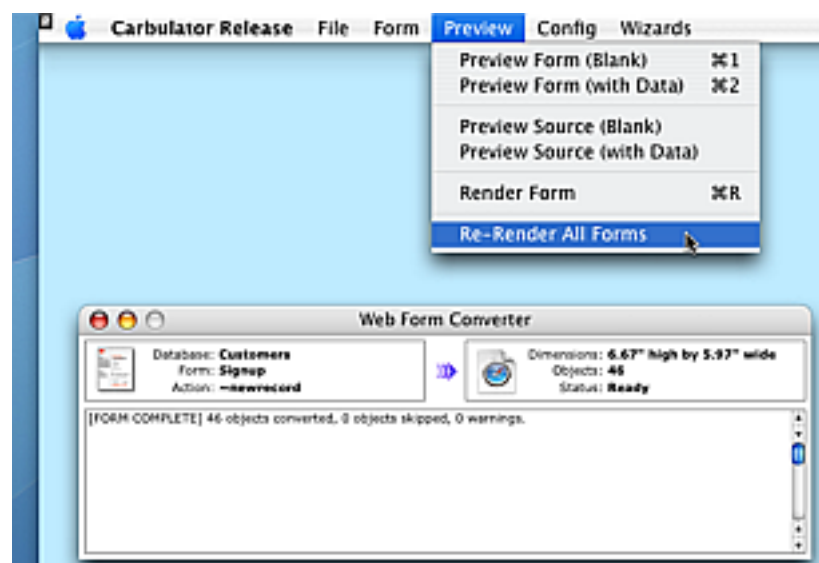 Carbulator Release File Form Preview Config Wizards
Preview Form (Blank) ⌘1
Preview Form (with Data) ⌘2
Preview Source (Blank)
Preview Source (with Data)
Render Form ⌘R
Re-Render All Forms
Web Form Converter
Database: Customers
Form: Signup
Action: -newrecord
Dimensions: 6.67" high by 5.97" wide
Objects: 46
Status: Ready
[FORM COMPLETE] 46 objects converted, 0 objects skipped, 0 warnings.